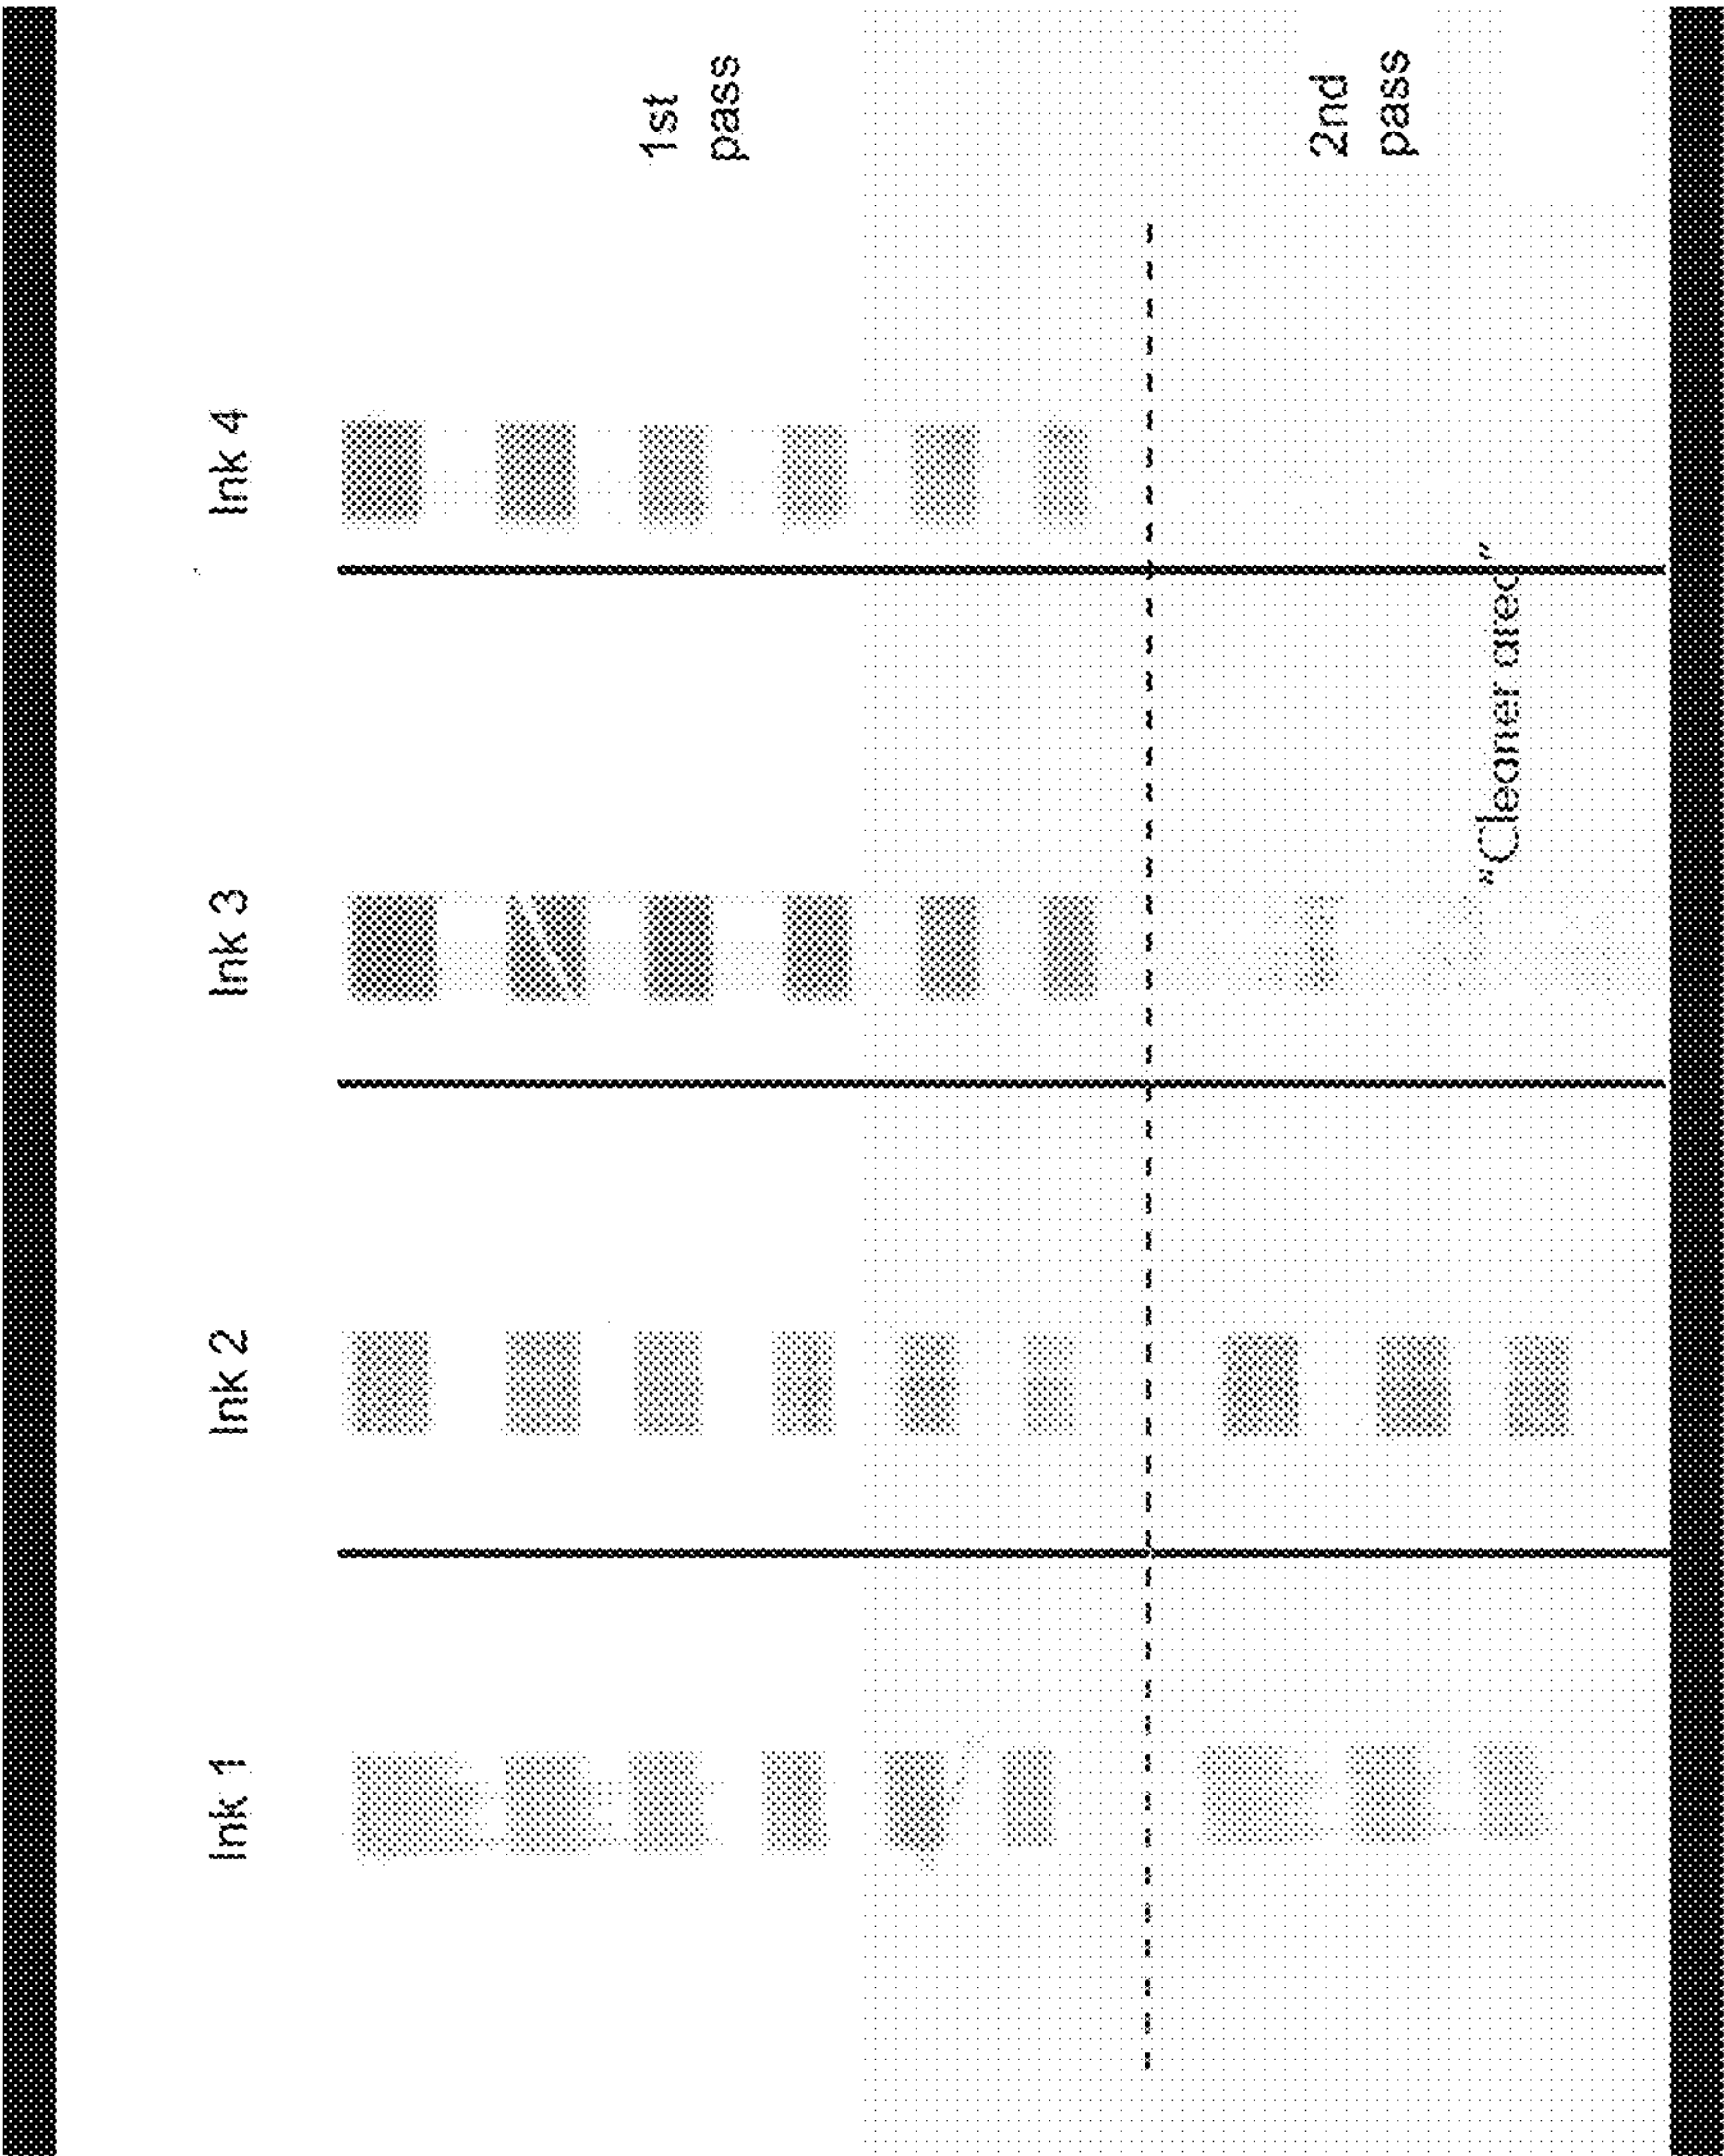 Ink 1
Ink 2
Ink 3
Ink 4
1st
pass
2nd
pass
"Cleaner area"